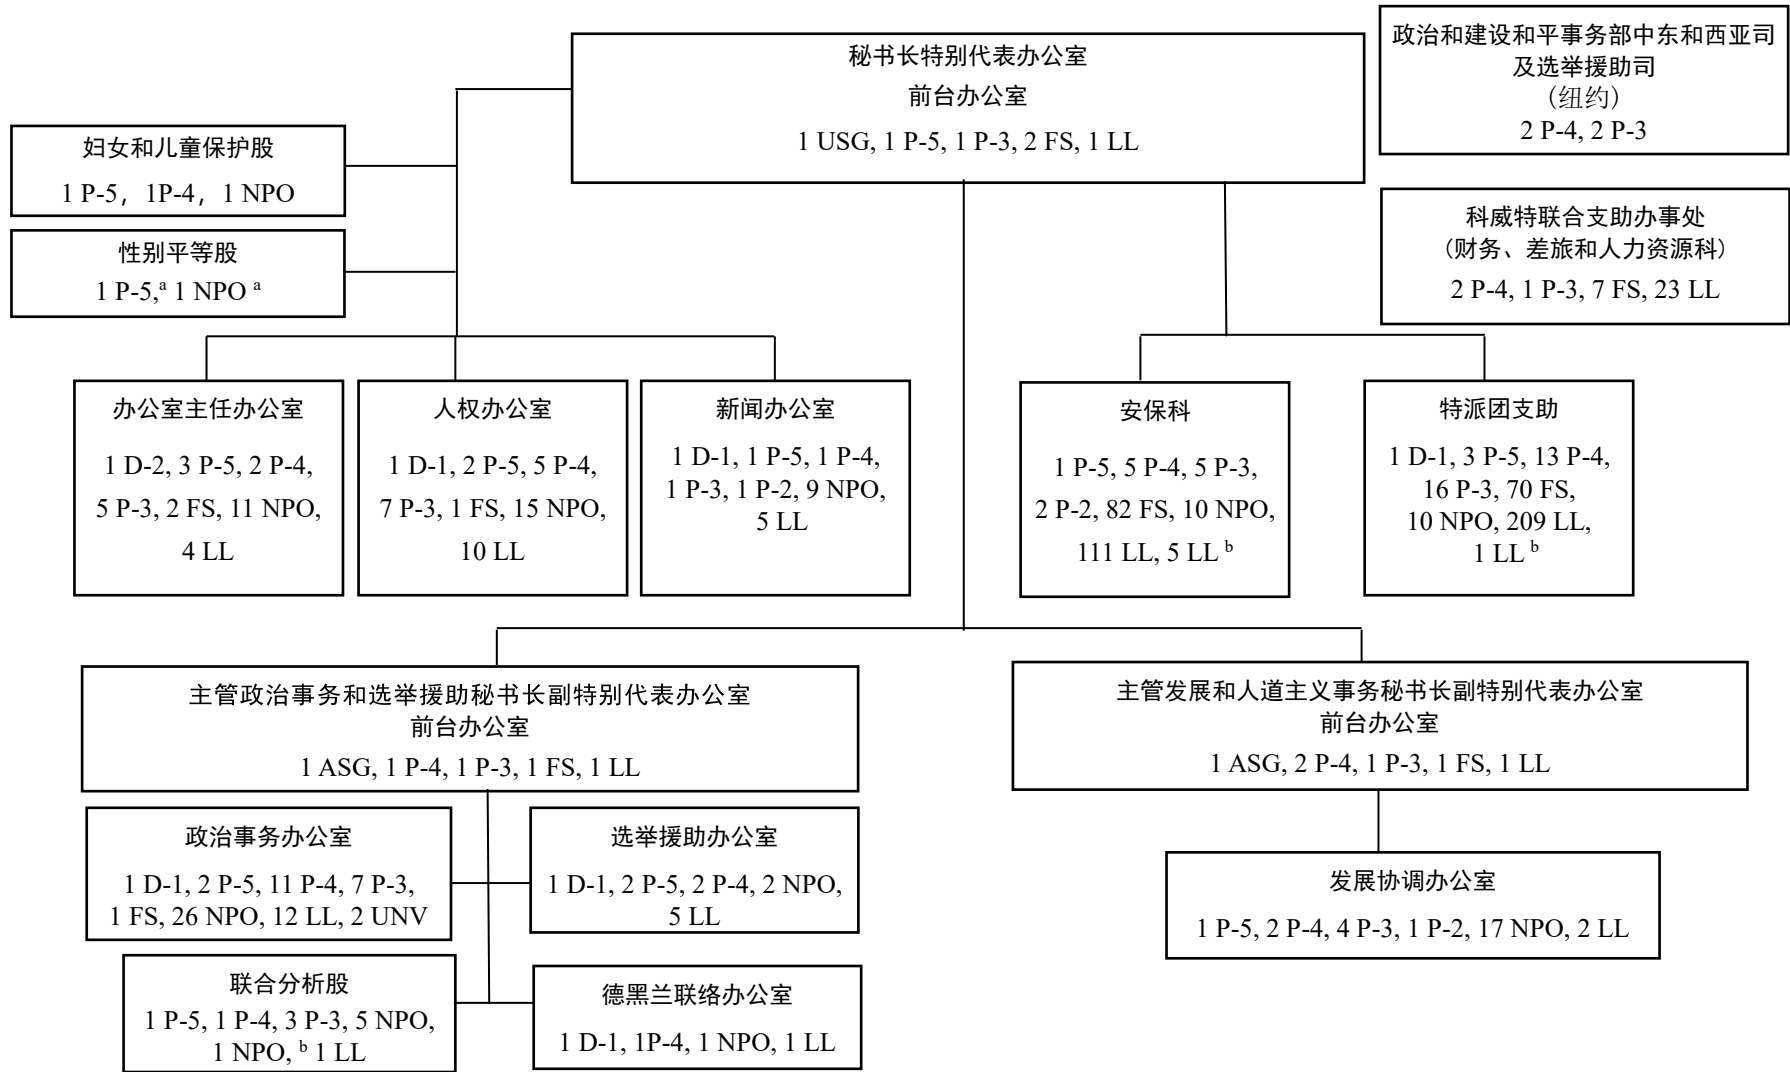 秘书长特别代表办公室
前台办公室
1 USG, 1 P-5, 1 P-3, 2 FS, 1 LL
政治和建设和平事务部中东和西亚司
及选举援助司
(纽约)
2 P-4, 2 P-3
妇女和儿童保护股
1 P-5, 1P-4, 1 NPO
性别平等股
1 P-5,ᵃ 1 NPO ᵃ
科威特联合支助办事处
(财务、差旅和人力资源科)
2 P-4, 1 P-3, 7 FS, 23 LL
办公室主任办公室
1 D-2, 3 P-5, 2 P-4,
5 P-3, 2 FS, 11 NPO,
4 LL
人权办公室
1 D-1, 2 P-5, 5 P-4,
7 P-3, 1 FS, 15 NPO,
10 LL
新闻办公室
1 D-1, 1 P-5, 1 P-4,
1 P-3, 1 P-2, 9 NPO,
5 LL
安保科
1 P-5, 5 P-4, 5 P-3,
2 P-2, 82 FS, 10 NPO,
111 LL, 5 LL ᵇ
特派团支助
1 D-1, 3 P-5, 13 P-4,
16 P-3, 70 FS,
10 NPO, 209 LL,
1 LL ᵇ
主管政治事务和选举援助秘书长副特别代表办公室
前台办公室
1 ASG, 1 P-4, 1 P-3, 1 FS, 1 LL
主管发展和人道主义事务秘书长副特别代表办公室
前台办公室
1 ASG, 2 P-4, 1 P-3, 1 FS, 1 LL
政治事务办公室
1 D-1, 2 P-5, 11 P-4, 7 P-3,
1 FS, 26 NPO, 12 LL, 2 UNV
选举援助办公室
1 D-1, 2 P-5, 2 P-4, 2 NPO,
5 LL
发展协调办公室
1 P-5, 2 P-4, 4 P-3, 1 P-2, 17 NPO, 2 LL
联合分析股
1 P-5, 1 P-4, 3 P-3, 5 NPO,
1 NPO, ᵇ 1 LL
德黑兰联络办公室
1 D-1, 1P-4, 1 NPO, 1 LL